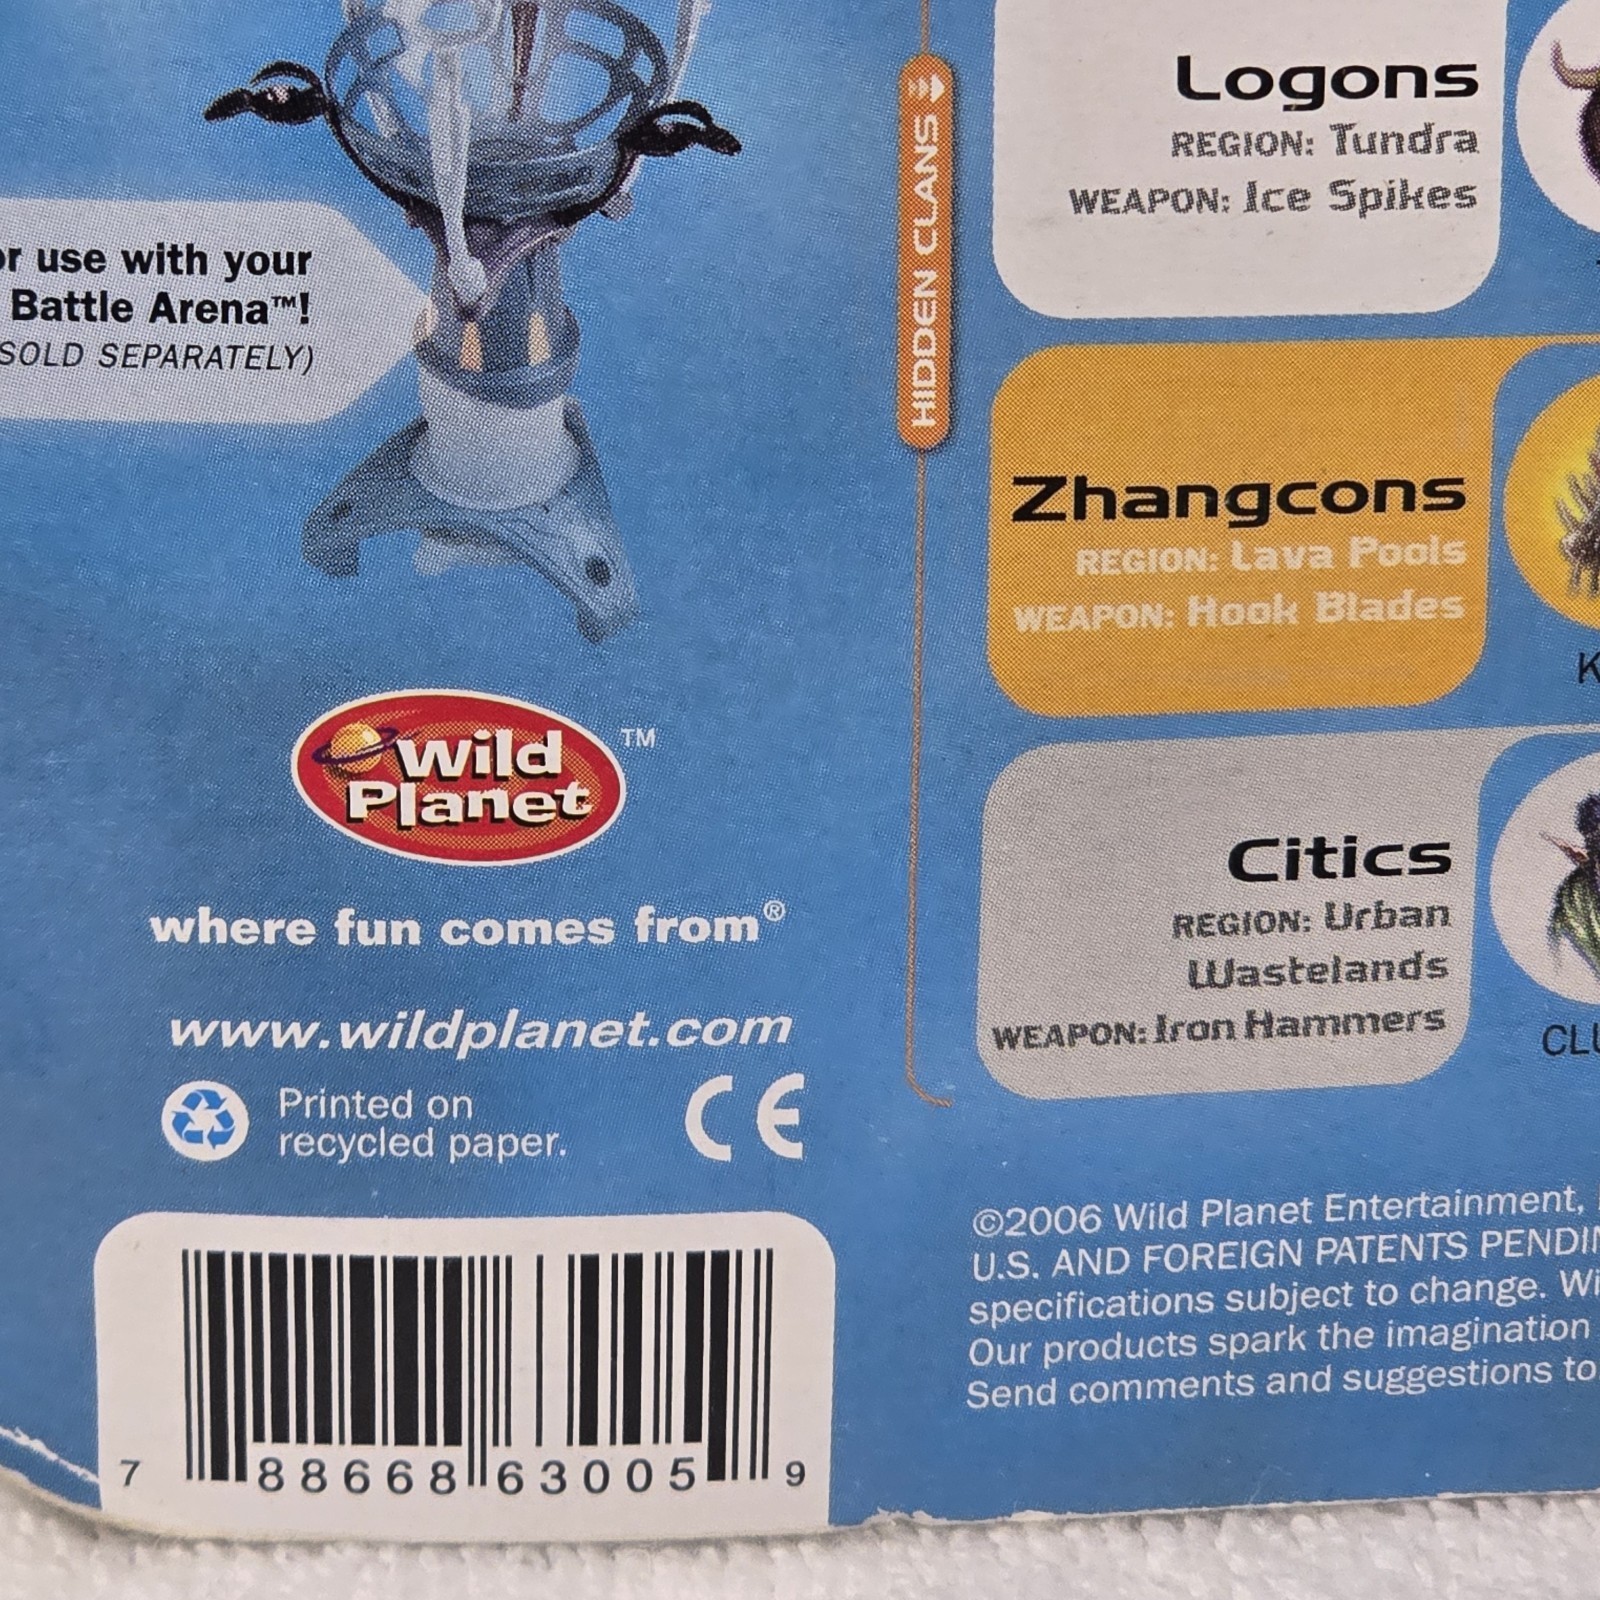 or use with your
Battle Arena™!
SOLD SEPARATELY)
Wild
Planet
TM
where fun comes from®
www.wildplanet.com
Printed on
recycled paper.
CE
7 88668 63005 9
HIDDEN CLANS
Logons
REGION: Tundra
WEAPON: Ice Spikes
Zhangcons
REGION: Lava Pools
WEAPON: Hook Blades
K
Citics
REGION: Urban
Wastelands
WEAPON: Iron Hammers
CLU
©2006 Wild Planet Entertainment,
U.S. AND FOREIGN PATENTS PENDIN
specifications subject to change. Wi
Our products spark the imagination
Send comments and suggestions to